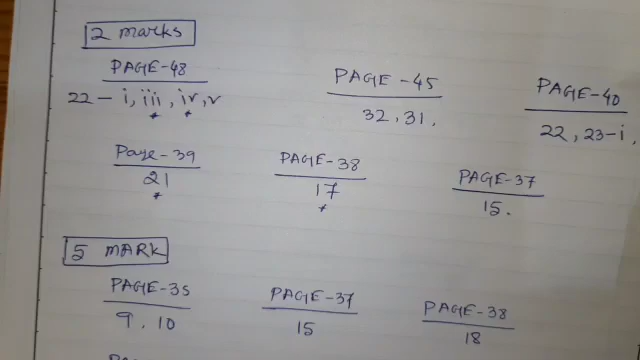 2 marks
PAGE-48 PAGE-45 PAGE-40
22 - i, iii, iv, v 32, 31. 22, 23-i,
* *
Page-39 PAGE-38 PAGE-37
21 17 15.
* *
5 MARK
PAGE-35 PAGE-37 PAGE-38
9. 10 15 18